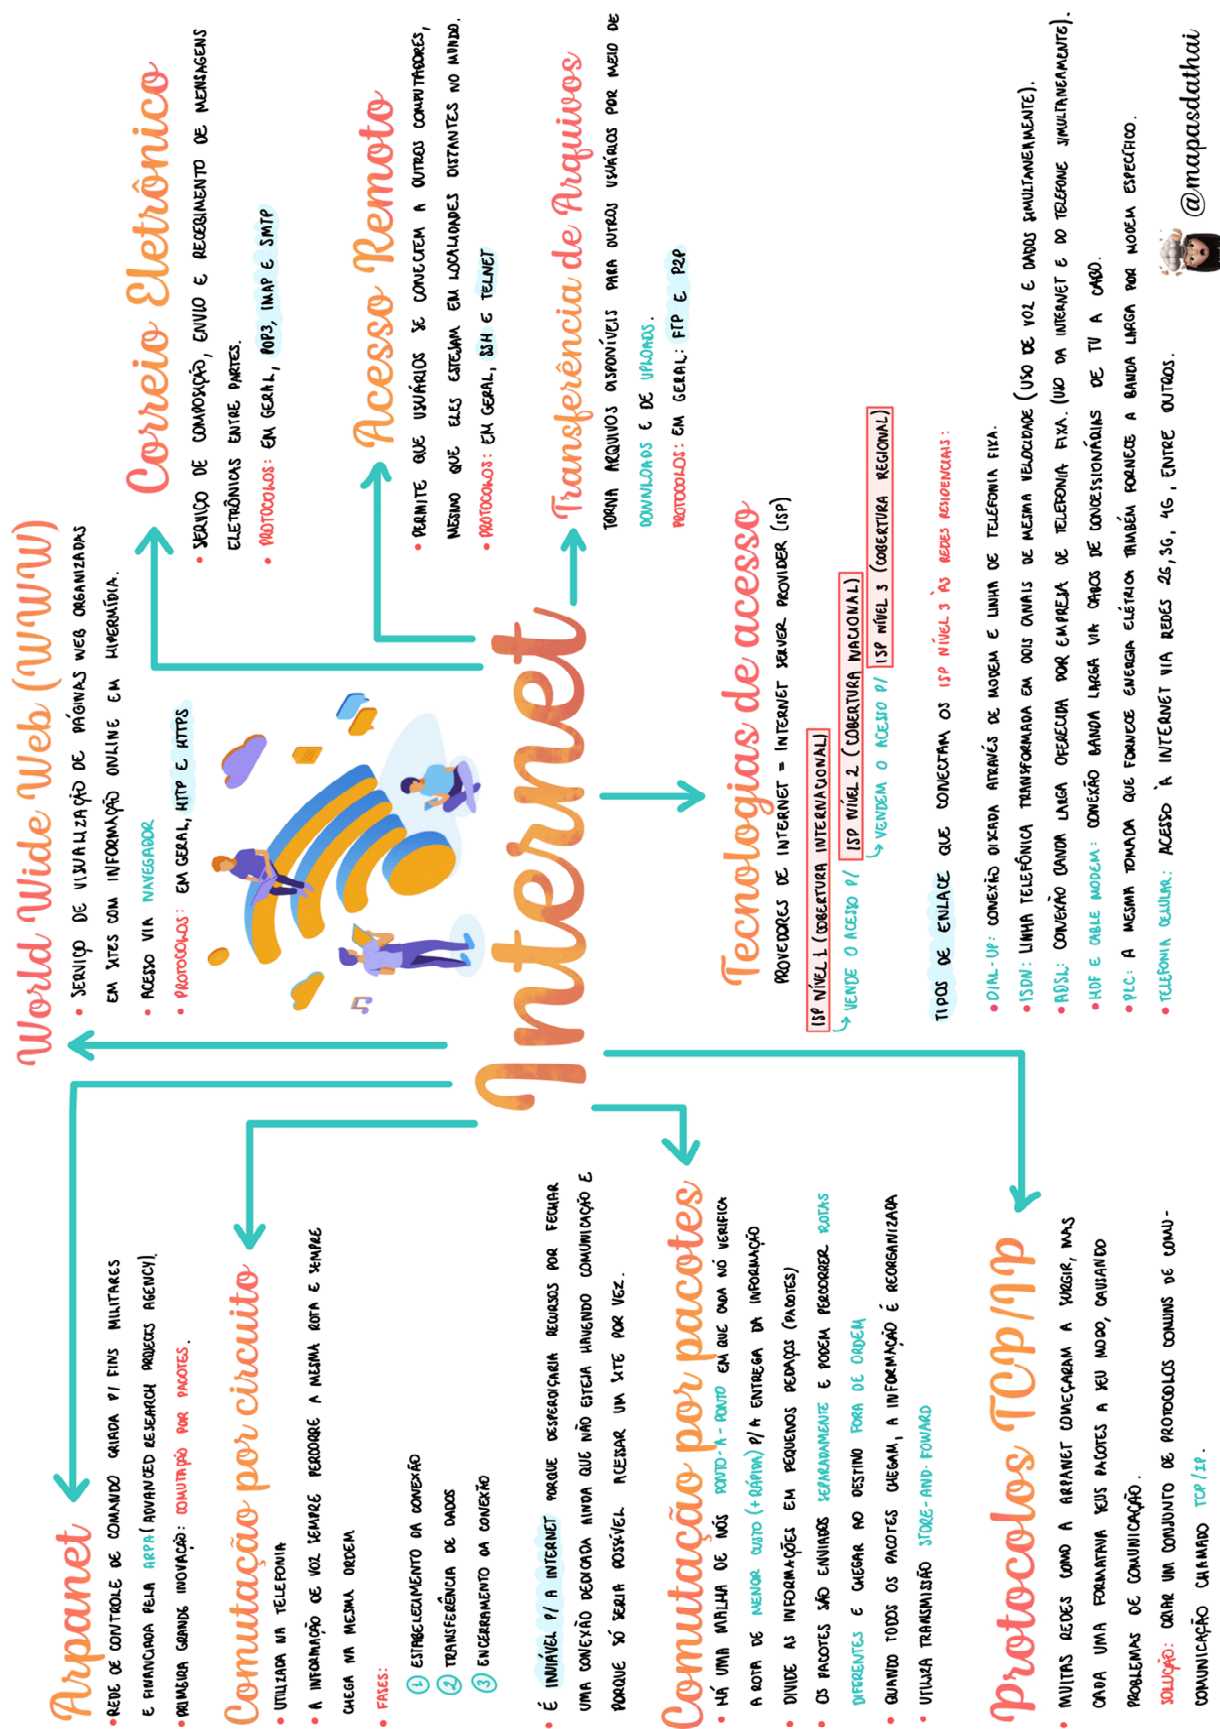 Arpanet
• REDE DE CONTROLE DE COMANDO CRIADA P/ FINS MILITARES
E FINANCIADA PELA ARPA (ADVANCED RESEARCH PROJECTS AGENCY).
• PRIMEIRA GRANDE INOVAÇÃO: COMUTAÇÃO POR PACOTES.
Comutação por circuito
• UTILIZADA NA TELEFONIA
• A INFORMAÇÃO DE VOZ SEMPRE PERCORRE A MESMA ROTA E SEMPRE
CHEGA NA MESMA ORDEM
• FASES:
1 ESTABELECIMENTO DA CONEXÃO
2 TRANSFERÊNCIA DE DADOS
3 ENCERRAMENTO DA CONEXÃO
• É INVIÁVEL P/ A INTERNET PORQUE DESPERDIÇARIA RECURSOS POR FECHAR
UMA CONEXÃO DEDICADA AINDA QUE NÃO ESTEJA HAVENDO COMUNICAÇÃO E
PORQUE SÓ SERIA POSSÍVEL ACESSAR UM SITE POR VEZ.
Comutação por pacotes
• HÁ UMA MALHA DE NÓS PONTO-A-PONTO EM QUE CADA NÓ VERIFICA
A ROTA DE MENOR CUSTO (+RÁPIDA) P/ A ENTREGA DA INFORMAÇÃO
• DIVIDE AS INFORMAÇÕES EM PEQUENOS PEDAÇOS (PACOTES)
• OS PACOTES SÃO ENVIADOS SEPARADAMENTE E PODEM PERCORRER ROTAS
DIFERENTES E CHEGAR AO DESTINO FORA DE ORDEM
• QUANDO TODOS OS PACOTES CHEGAM, A INFORMAÇÃO É REORGANIZADA
• UTILIZA TRANSMISSÃO STORE-AND-FOWARD
Protocolos TCP/IP
• MUITAS REDES COMO A ARPANET COMEÇARAM A SURGIR, MAS
CADA UMA FORMATAVA SEUS PACOTES A SEU MODO, CAUSANDO
PROBLEMAS DE COMUNICAÇÃO.
SOLUÇÃO: CRIAR UM CONJUNTO DE PROTOCOLOS COMUNS DE COMU-
COMUNICAÇÃO CHAMADO TCP/IP.
Internet
World Wide Web (WWW)
• SERVIÇO DE VISUALIZAÇÃO DE PÁGINAS WEB ORGANIZADAS
EM SITES COM INFORMAÇÃO ONLINE EM HIPERMÍDIA.
• ACESSO VIA NAVEGADOR
• PROTOCOLOS: EM GERAL, HTTP E HTTPS
Correio Eletrônico
• SERVIÇO DE COMPOSIÇÃO, ENVIO E RECEBIMENTO DE MENSAGENS
ELETRÔNICAS ENTRE PARTES.
• PROTOCOLOS: EM GERAL, POP3, IMAP E SMTP
Acesso Remoto
• PERMITE QUE USUÁRIOS SE CONECTEM A OUTROS COMPUTADORES,
MESMO QUE ELES ESTEJAM EM LOCALIDADES DISTANTES NO MUNDO.
• PROTOCOLOS: EM GERAL, SSH E TELNET
Transferência de Arquivos
TORNA ARQUIVOS DISPONÍVEIS PARA OUTROS USUÁRIOS POR MEIO DE
DOWNLOADS E DE UPLOADS.
PROTOCOLOS: EM GERAL: FTP E P2P
Tecnologias de acesso
PROVEDORES DE INTERNET = INTERNET SERVER PROVIDER (ISP)
ISP NÍVEL 1 (COBERTURA INTERNACIONAL)
↳ VENDE O ACESSO P/ ISP NÍVEL 2 (COBERTURA NACIONAL)
↳ VENDEM O ACESSO P/ ISP NÍVEL 3 (COBERTURA REGIONAL)
TIPOS DE ENLACE QUE CONECTAM OS ISP NÍVEL 3 ÀS REDES RESIDENCIAIS:
• DIAL-UP: CONEXÃO DISCADA ATRAVÉS DE MODEM E LINHA DE TELEFONIA FIXA.
• ISDN: LINHA TELEFÔNICA TRANSFORMADA EM DOIS CANAIS DE MESMA VELOCIDADE (USO DE VOZ E DADOS SIMULTANEAMENTE).
• ADSL: CONEXÃO BANDA LARGA OFERECIDA POR EMPRESA DE TELEFONIA FIXA. (USO DA INTERNET E DO TELEFONE SIMULTANEAMENTE).
• HDF E CABLE MODEM: CONEXÃO BANDA LARGA VIA CABOS DE CONCESSIONÁRIAS DE TV A CABO.
• PLC: A MESMA TOMADA QUE FORNECE ENERGIA ELÉTRICA TAMBÉM FORNECE A BANDA LARGA POR MODEM ESPECÍFICO.
• TELEFONIA CELULAR: ACESSO À INTERNET VIA REDES 2G, 3G, 4G, ENTRE OUTROS.
@mapasdathai